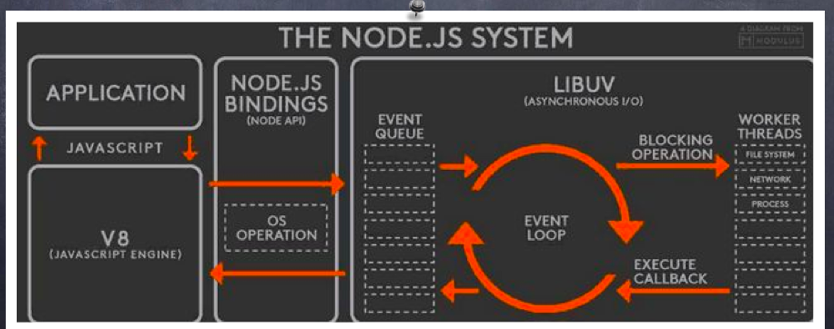 THE NODE.JS SYSTEM
A DIAGRAM FROM
MODULUS
APPLICATION
JAVASCRIPT
V8
(JAVASCRIPT ENGINE)
NODE.JS
BINDINGS
(NODE API)
OS
OPERATION
LIBUV
(ASYNCHRONOUS I/O)
EVENT
QUEUE
EVENT
LOOP
BLOCKING
OPERATION
EXECUTE
CALLBACK
WORKER
THREADS
FILE SYSTEM
NETWORK
PROCESS